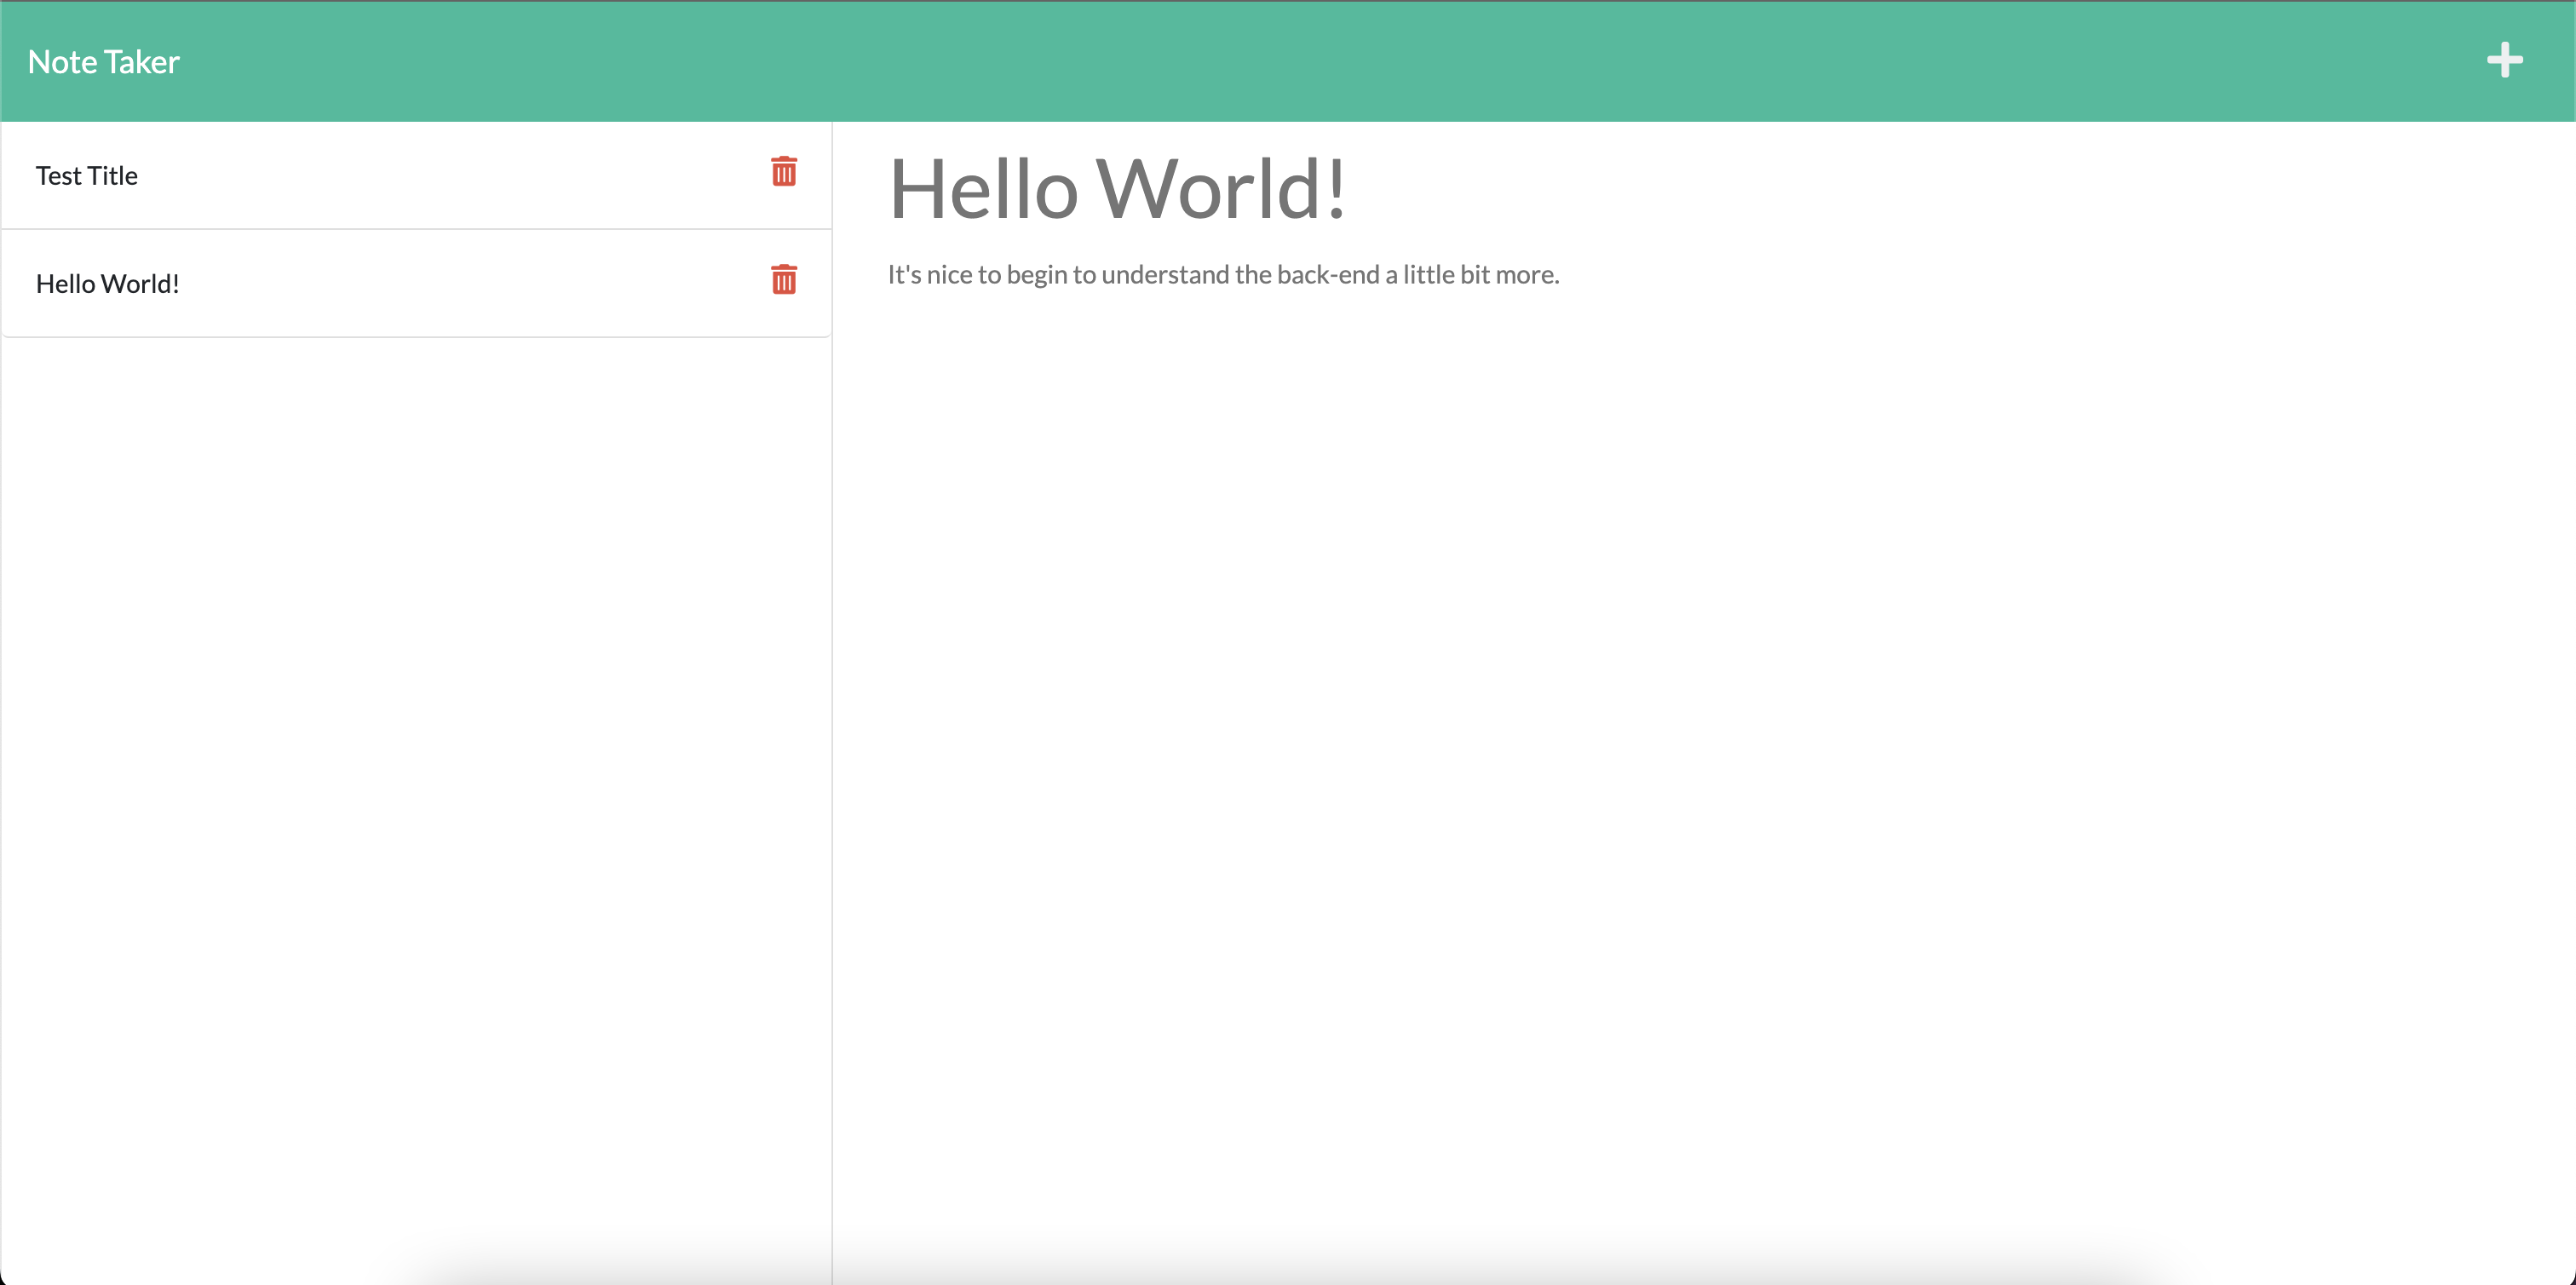 Note Taker
Test Title
Hello World!
Hello World!
It's nice to begin to understand the back-end a little bit more.